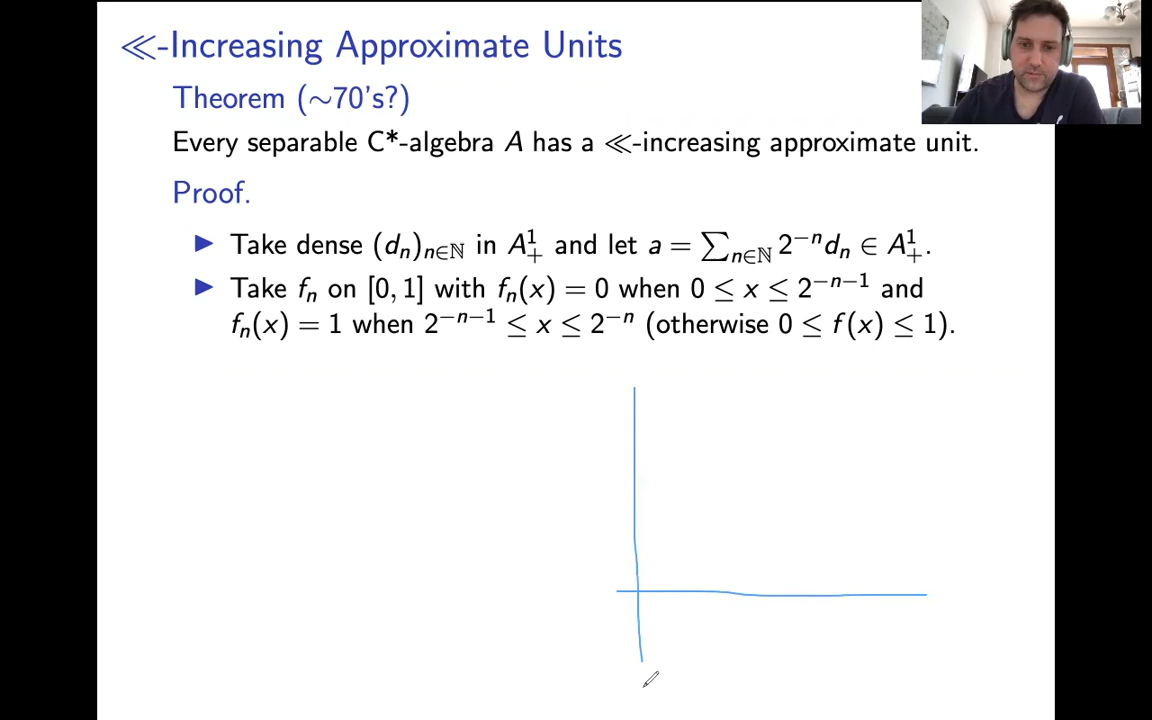 ≪-Increasing Approximate Units
Theorem (∼70's?)
Every separable C*-algebra A has a ≪-increasing approximate unit.
Proof.
▶ Take dense (dₙ)ₙ∈ℕ in A¹₊ and let a = ∑ₙ∈ℕ 2⁻ⁿdₙ ∈ A¹₊.
▶ Take fₙ on [0, 1] with fₙ(x) = 0 when 0 ≤ x ≤ 2⁻ⁿ⁻¹ and
fₙ(x) = 1 when 2⁻ⁿ⁻¹ ≤ x ≤ 2⁻ⁿ (otherwise 0 ≤ f(x) ≤ 1).